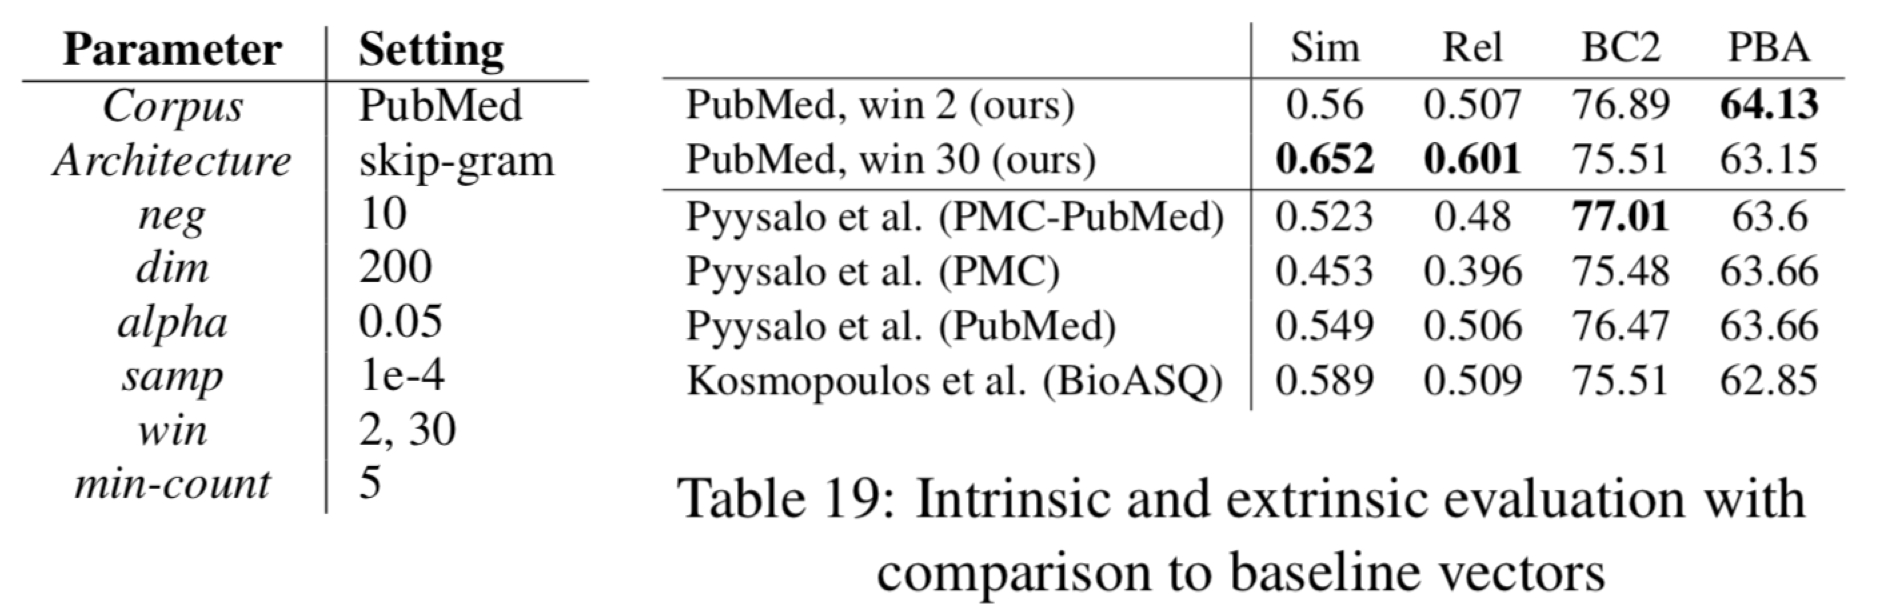 Parameter Setting
Corpus PubMed
Architecture skip-gram
neg 10
dim 200
alpha 0.05
samp 1e-4
win 2, 30
min-count 5
Sim Rel BC2 PBA
PubMed, win 2 (ours) 0.56 0.507 76.89 64.13
PubMed, win 30 (ours) 0.652 0.601 75.51 63.15
Pyysalo et al. (PMC-PubMed) 0.523 0.48 77.01 63.6
Pyysalo et al. (PMC) 0.453 0.396 75.48 63.66
Pyysalo et al. (PubMed) 0.549 0.506 76.47 63.66
Kosmopoulos et al. (BioASQ) 0.589 0.509 75.51 62.85
Table 19: Intrinsic and extrinsic evaluation with
comparison to baseline vectors